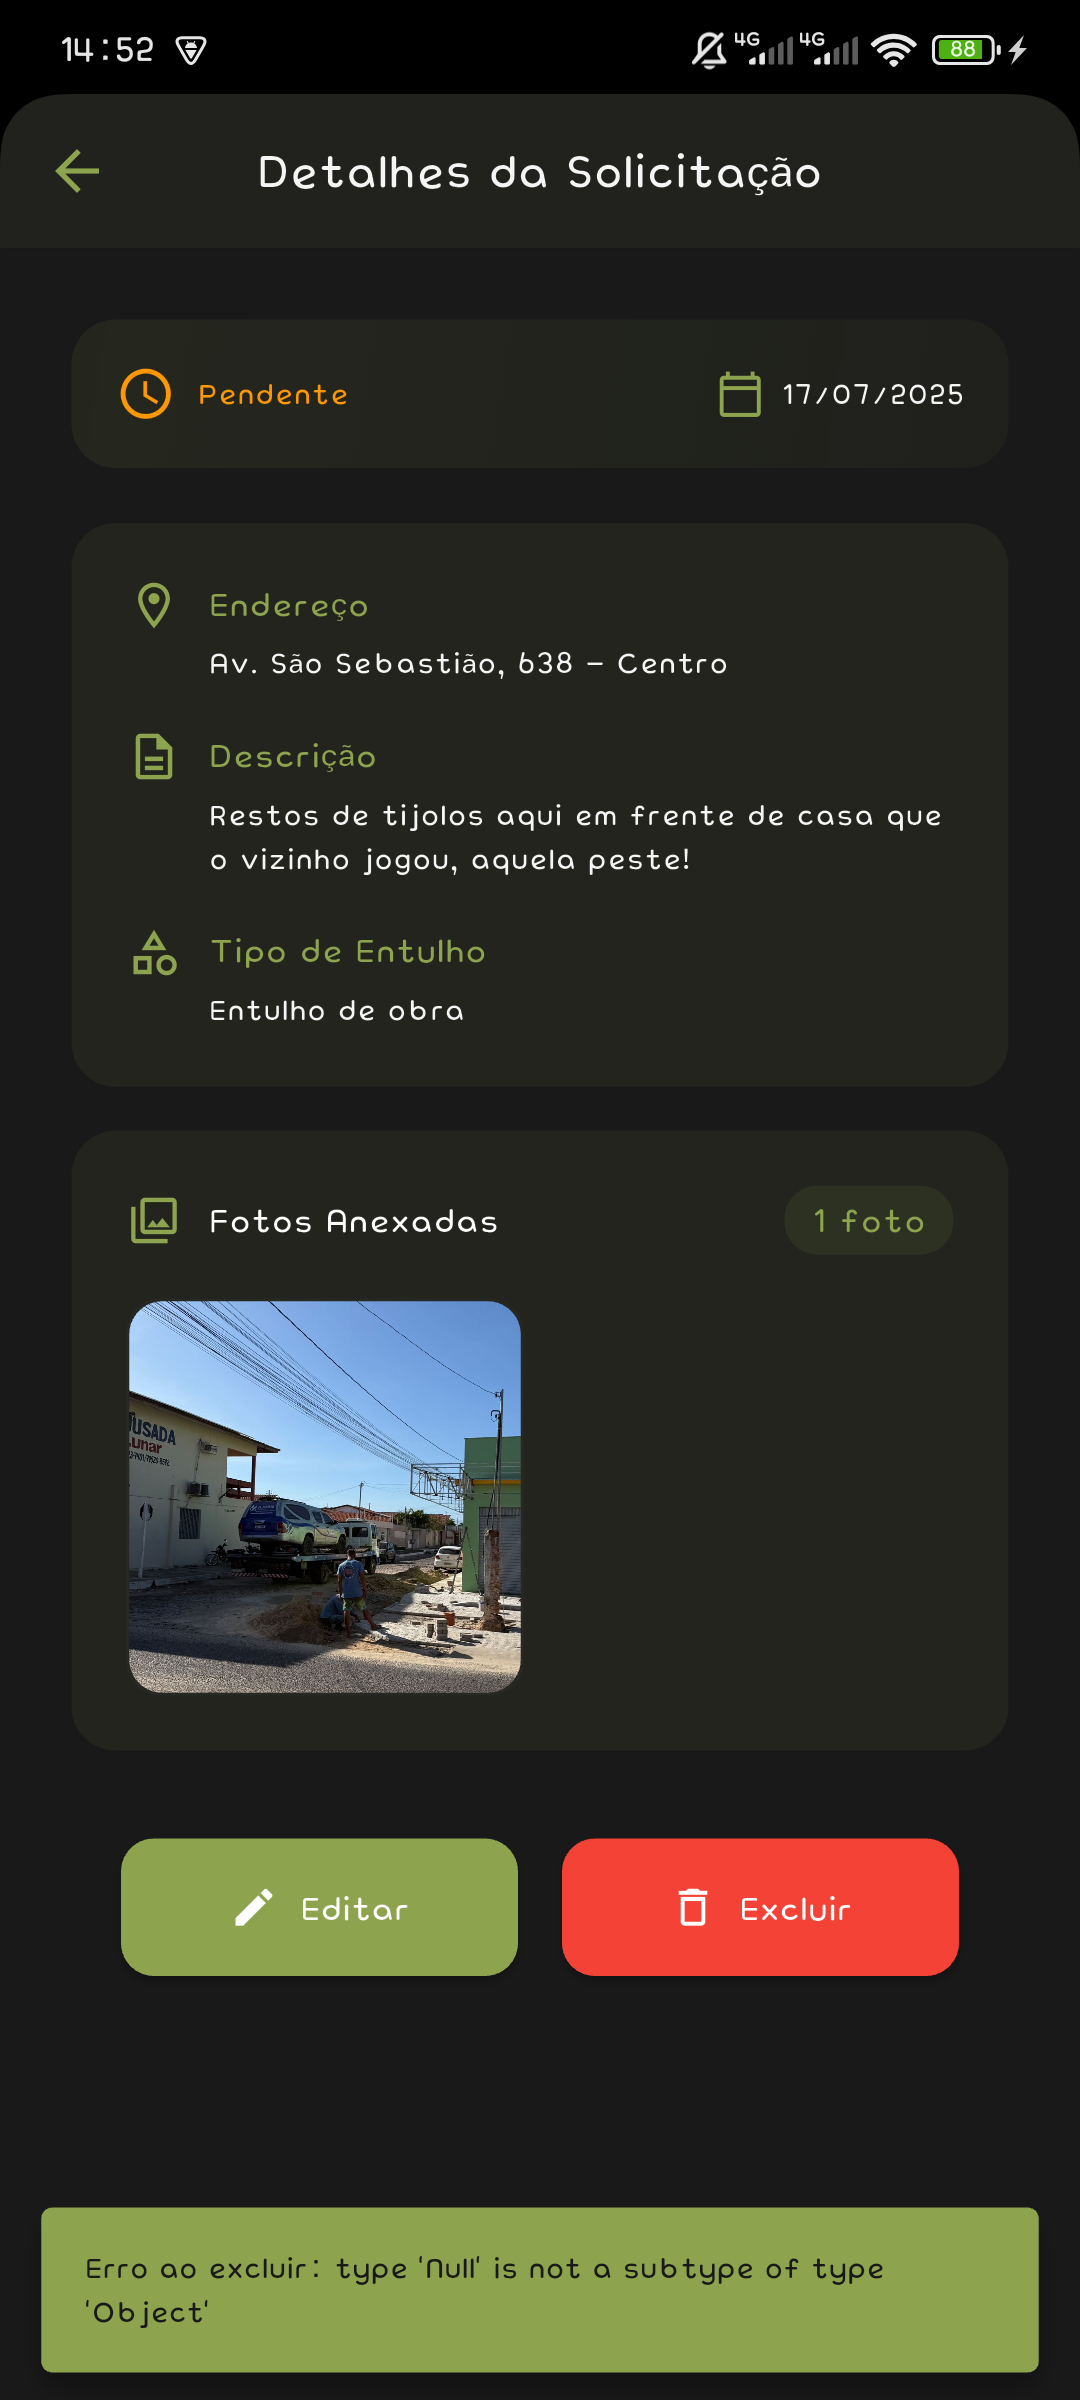 14:52
4G 4G 88
Detalhes da Solicitação
Pendente
17/07/2025
Endereço
Av. São Sebastião, 638 – Centro
Descrição
Restos de tijolos aqui em frente de casa que
o vizinho jogou, aquela peste!
Tipo de Entulho
Entulho de obra
Fotos Anexadas
1 foto
USADA
Lunar
Editar
Excluir
Erro ao excluir: type 'Null' is not a subtype of type
'Object'